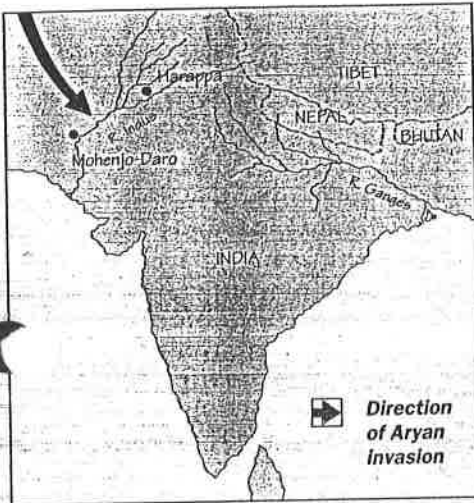 Harappa
TIBET
R. Indus
NEPAL
BHUTAN
Mohenjo-Daro
R. Ganges
INDIA
Direction
of Aryan
invasion